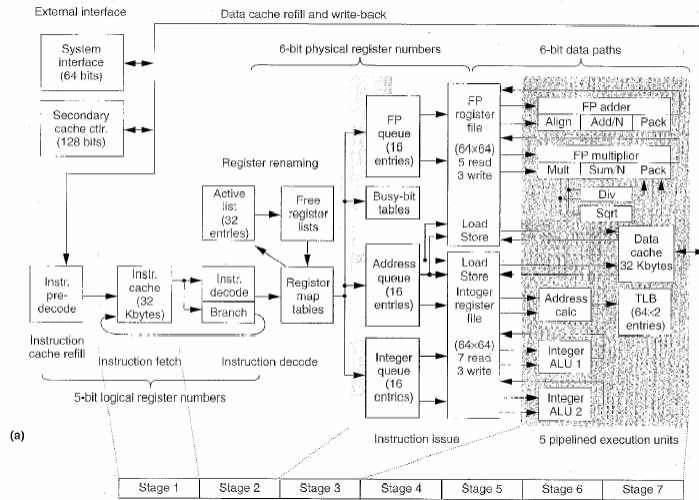 External interface
Data cache refill and write-back
System
interface
(64 bits)
Secondary
cache ctlr.
(128 bits)
6-bit physical register numbers
6-bit data paths
FP
queue
(16
entries)
FP
register
file
(64×64)
5 read
3 write
FP adder
Align
Add/N
Pack
FP multiplior
Mult
Sum/N
Pack
Div
Sqrt
Register renaming
Active
list
(32
entries)
Free
register
lists
Busy-bit
tables
Load
Store
Data
cache
32 Kbytes
Instr.
pre-
decode
Instr.
cache
(32
Kbytes)
Instr.
decode
Branch
Registor
map
tables
Address
queue
(16
entries)
Load
Store
Integer
register
file
(64×64)
7 read
3 write
Address
calc
TLB
(64×2
entries)
Instruction
cache refill
Instruction fetch
Instruction decode
Integer
queue
(16
entries)
Integer
ALU 1
Integer
ALU 2
5-bit logical register numbers
(a)
Instruction issue
5 pipelined execution units
Stage 1
Stage 2
Stage 3
Stage 4
Stage 5
Stage 6
Stage 7